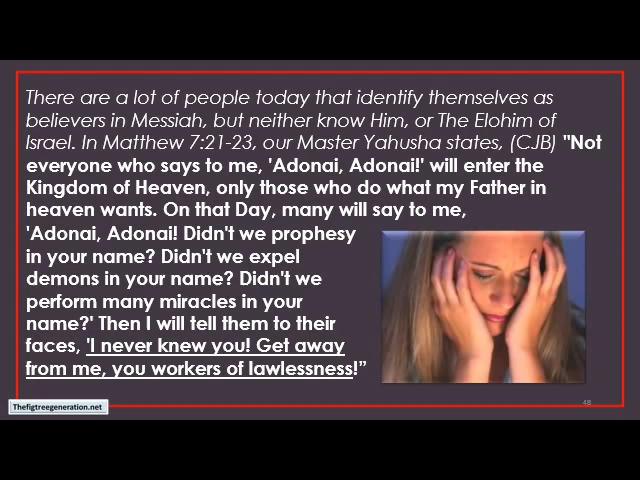 There are a lot of people today that identify themselves as
believers in Messiah, but neither know Him, or The Elohim of
Israel. In Matthew 7:21-23, our Master Yahusha states, (CJB) "Not
everyone who says to me, 'Adonai, Adonai!' will enter the
Kingdom of Heaven, only those who do what my Father in
heaven wants. On that Day, many will say to me,
'Adonai, Adonai! Didn't we prophesy
in your name? Didn't we expel
demons in your name? Didn't we
perform many miracles in your
name?' Then I will tell them to their
faces, 'I never knew you! Get away
from me, you workers of lawlessness!”
Thefigtreegeneration.net
48